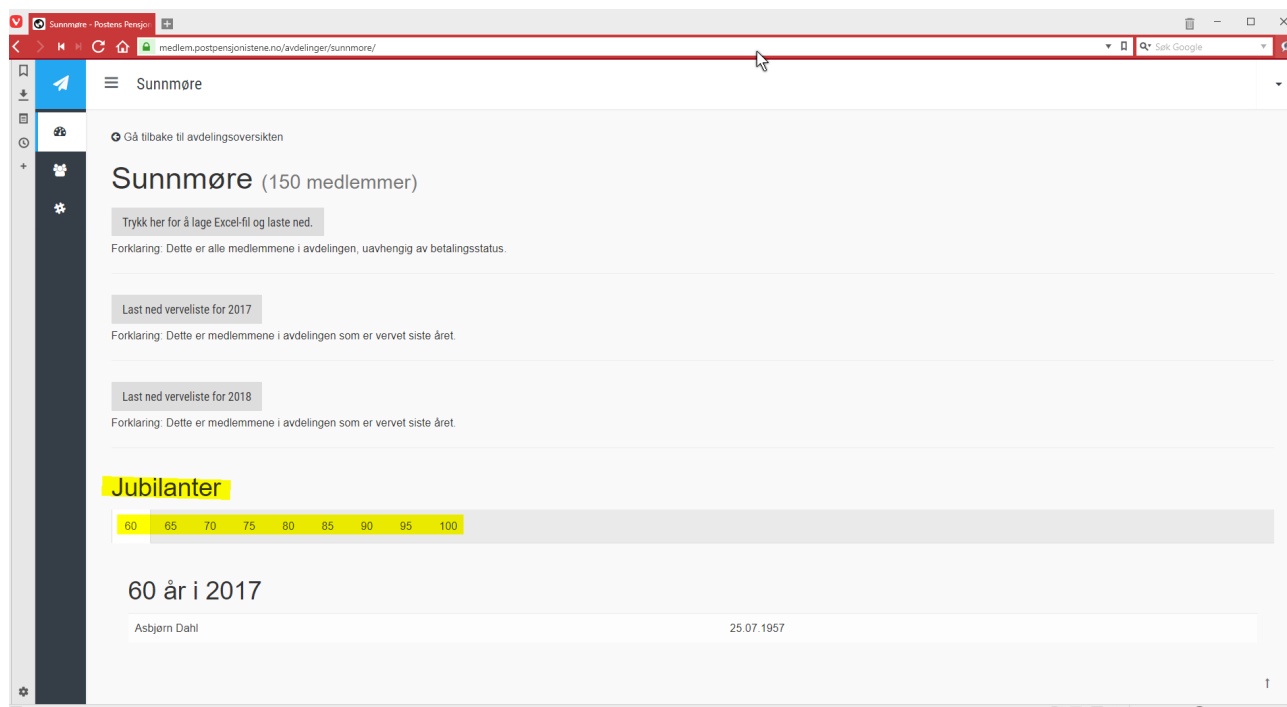 Sunnmøre - Postens Pensjon
medlem.postpensjonistene.no/avdelinger/sunnmore/
Søk Google
Sunnmøre
Gå tilbake til avdelingsoversikten
Sunnmøre (150 medlemmer)
Trykk her for å lage Excel-fil og laste ned.
Forklaring: Dette er alle medlemmene i avdelingen, uavhengig av betalingsstatus.
Last ned verveliste for 2017
Forklaring: Dette er medlemmene i avdelingen som er vervet siste året.
Last ned verveliste for 2018
Forklaring: Dette er medlemmene i avdelingen som er vervet siste året.
Jubilanter
60 65 70 75 80 85 90 95 100
60 år i 2017
Asbjørn Dahl 25.07.1957